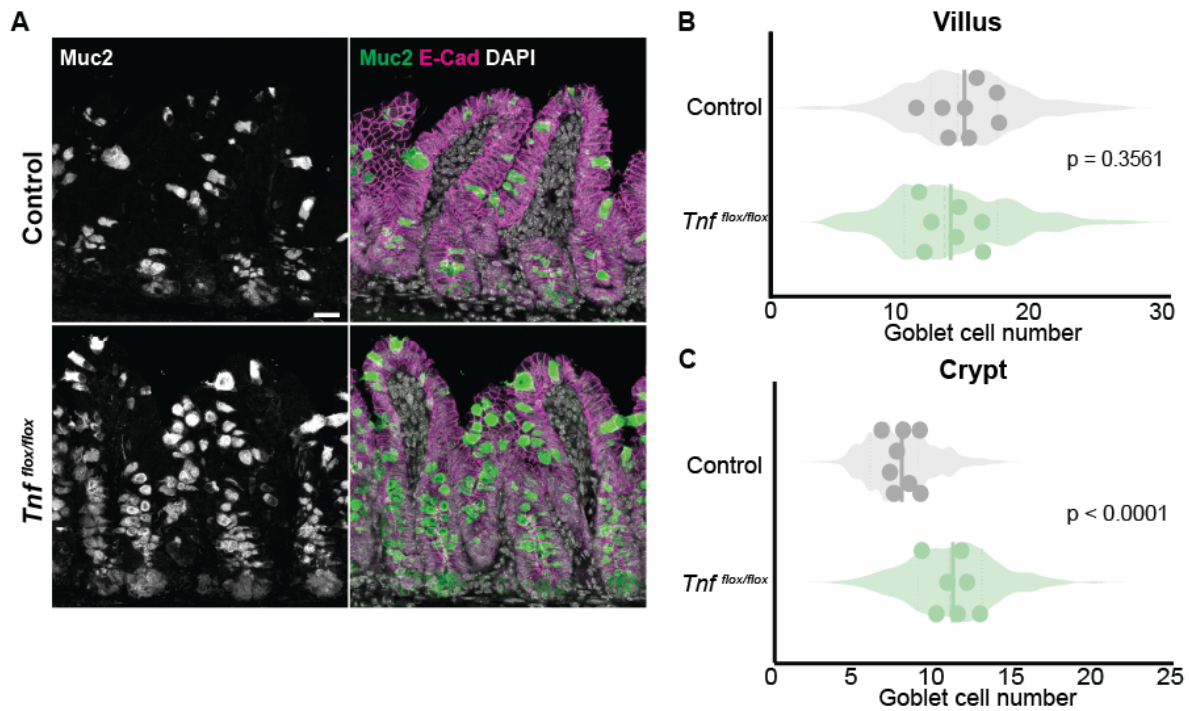 A
Muc2
Muc2 E-Cad DAPI
Control
Tnf flox/flox
B
Villus
Control
p = 0.3561
Tnf flox/flox
0 10 20 30
Goblet cell number
C
Crypt
Control
p < 0.0001
Tnf flox/flox
0 5 10 15 20 25
Goblet cell number